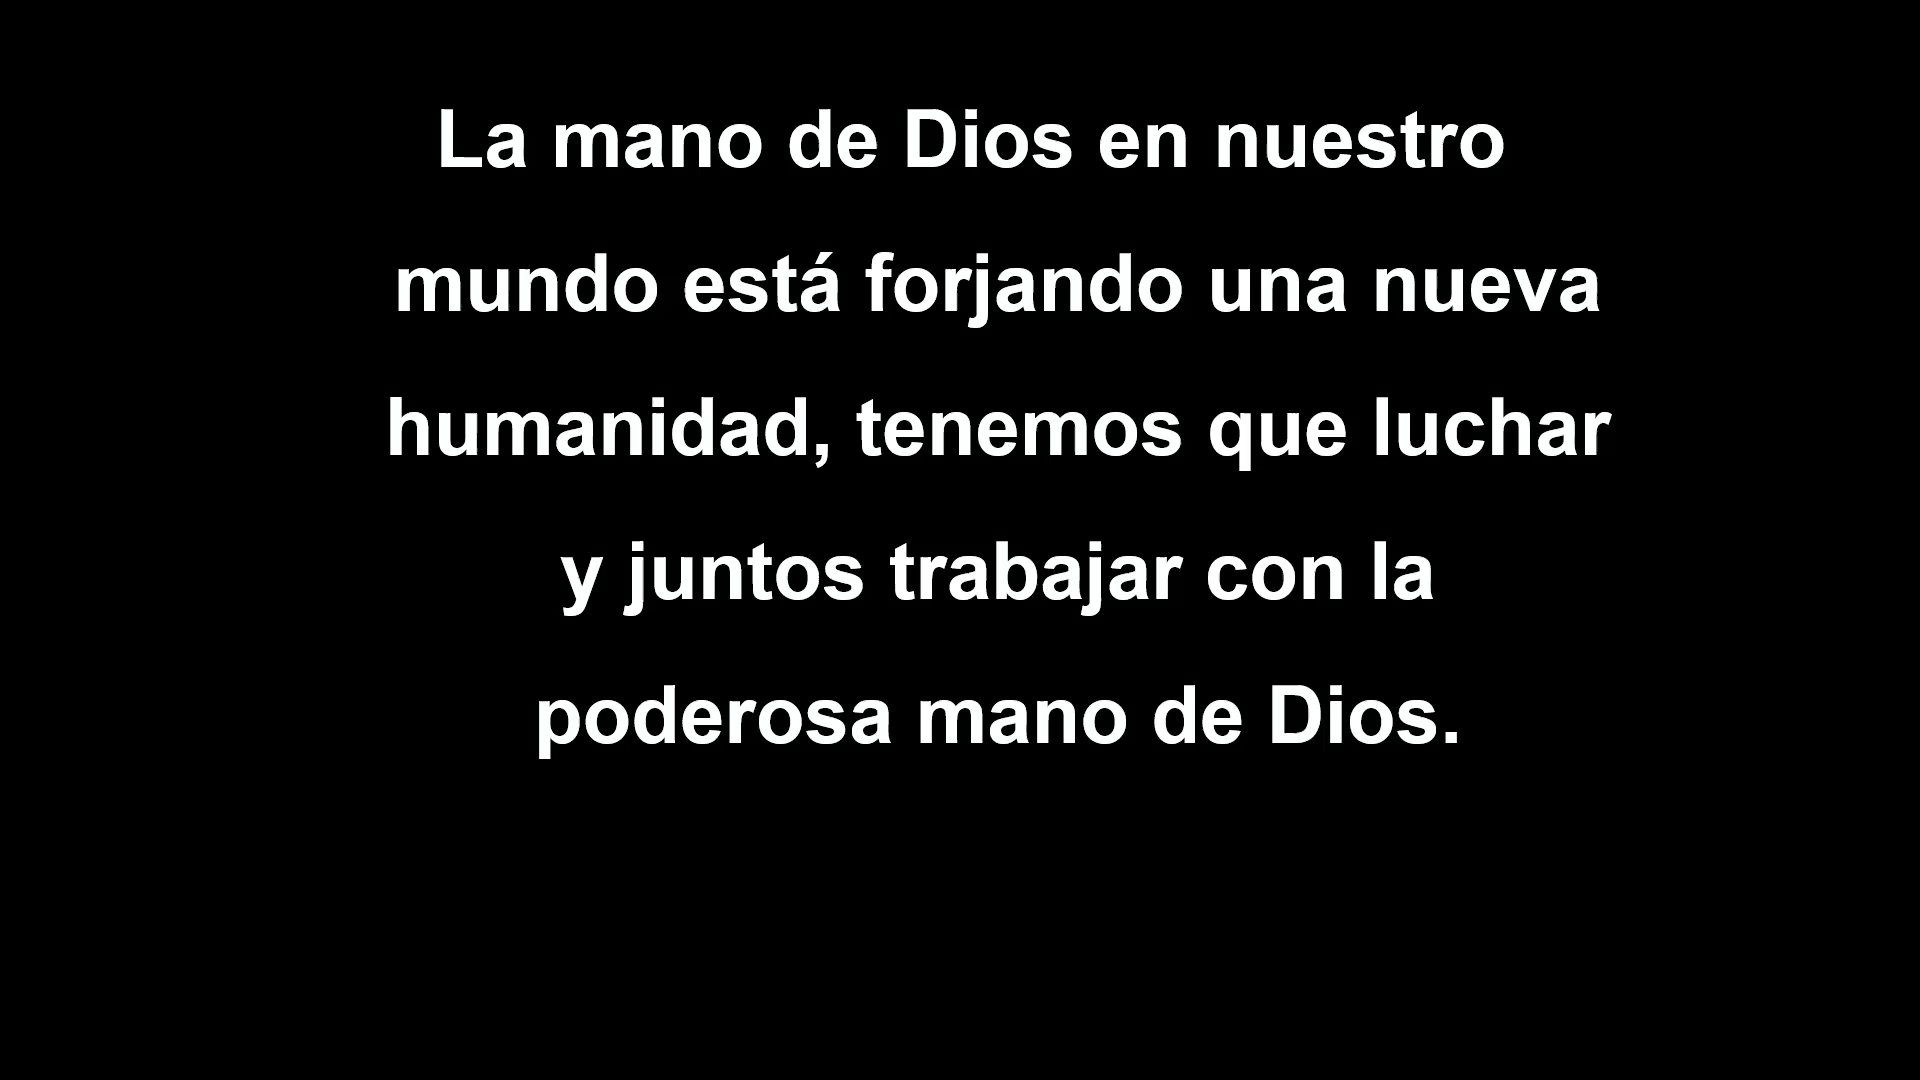 La mano de Dios en nuestro
mundo está forjando una nueva
humanidad, tenemos que luchar
y juntos trabajar con la
poderosa mano de Dios.